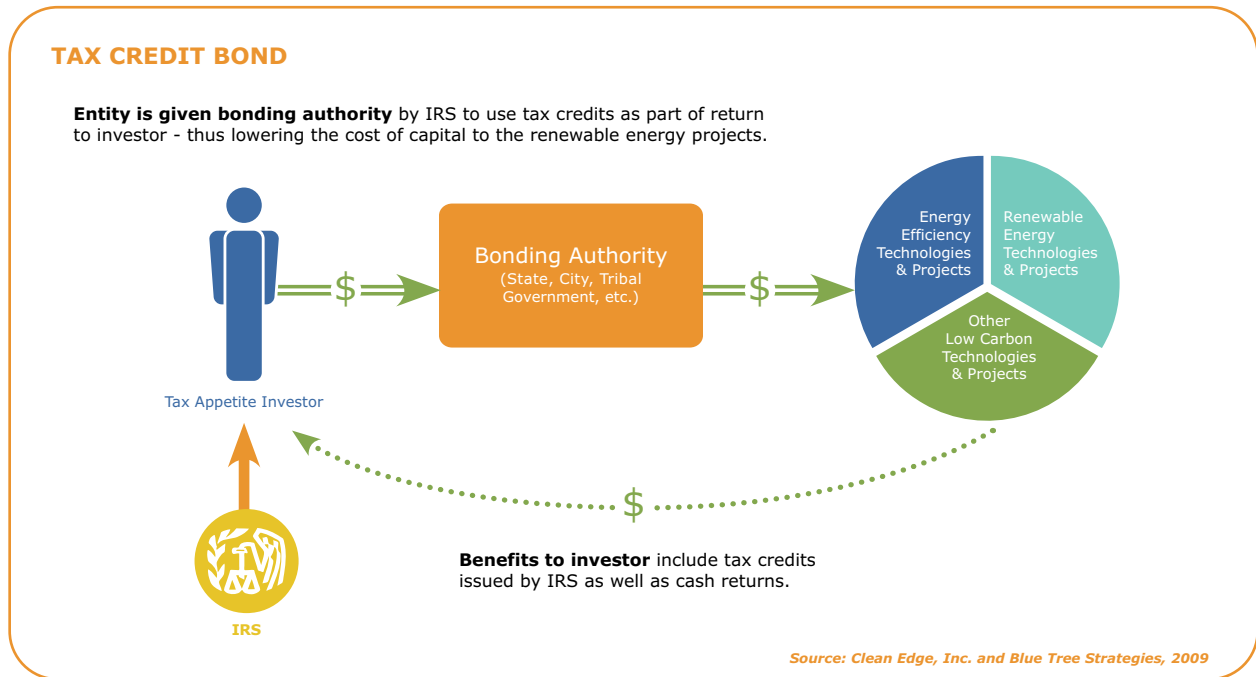 TAX CREDIT BOND
Entity is given bonding authority by IRS to use tax credits as part of return
to investor - thus lowering the cost of capital to the renewable energy projects.
$
Bonding Authority
(State, City, Tribal
Government, etc.)
$
Energy
Efficiency
Technologies
& Projects
Renewable
Energy
Technologies
& Projects
Other
Low Carbon
Technologies
& Projects
Tax Appetite Investor
$
Benefits to investor include tax credits
issued by IRS as well as cash returns.
IRS
Source: Clean Edge, Inc. and Blue Tree Strategies, 2009